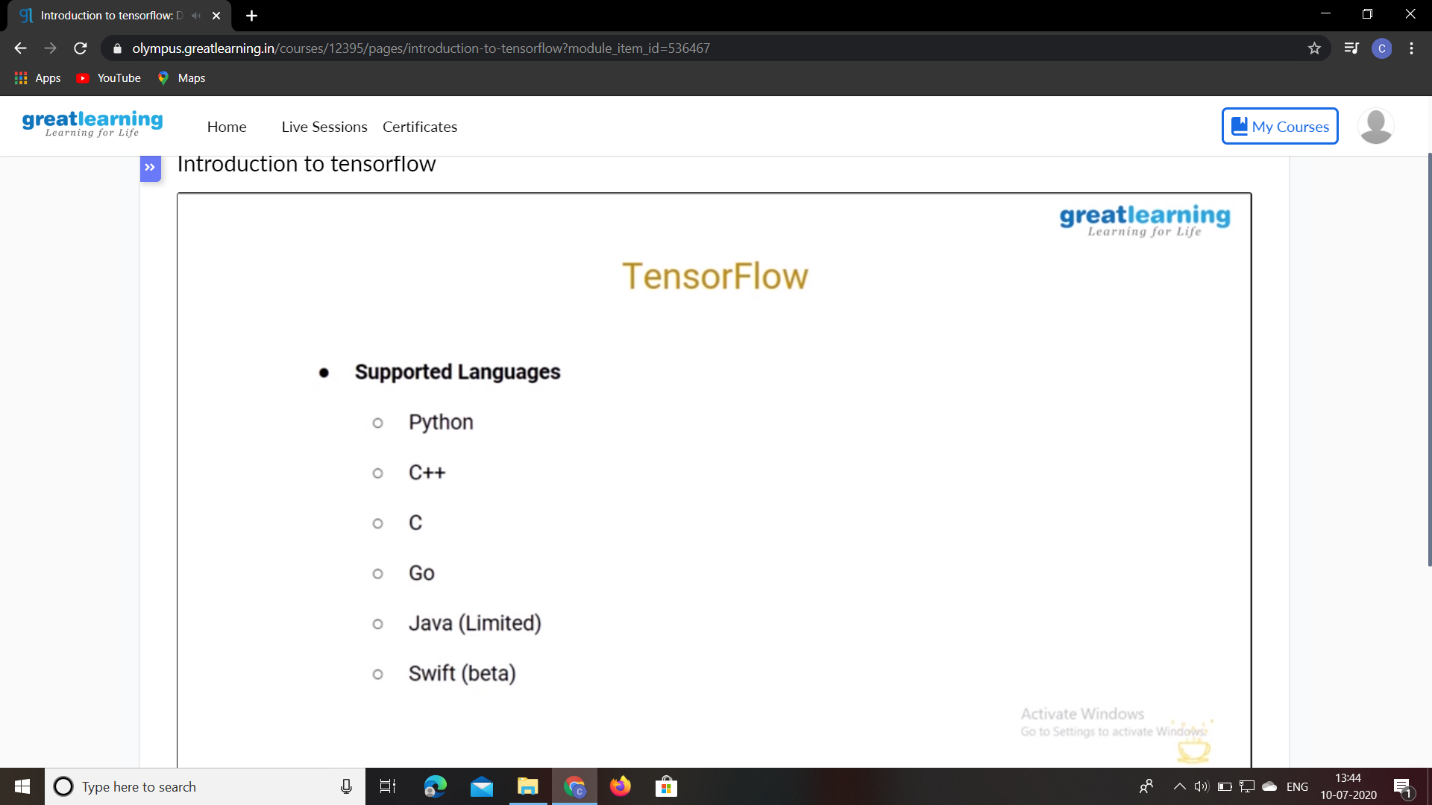 Introduction to tensorflow: D
olympus.greatlearning.in/courses/12395/pages/introduction-to-tensorflow?module_item_id=536467
C
Apps YouTube Maps
greatlearning
Learning for Life
Home Live Sessions Certificates My Courses
Introduction to tensorflow
greatlearning
Learning for Life
TensorFlow
Supported Languages
Python
C++
C
Go
Java (Limited)
Swift (beta)
Activate Windows
Go to Settings to activate Windows.
Type here to search
ENG
13:44
10-07-2020
1